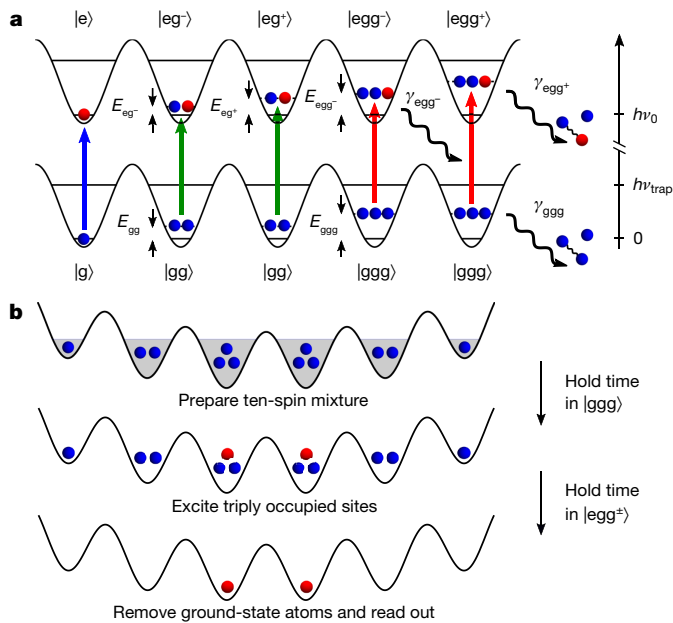 a
|e⟩ |eg⁻⟩ |eg⁺⟩ |egg⁻⟩ |egg⁺⟩
E_eg⁻ E_eg⁺ E_egg⁻ γ_egg⁻ γ_egg⁺
hν₀
E_gg E_ggg γ_ggg
hν_trap
0
|g⟩ |gg⟩ |gg⟩ |ggg⟩ |ggg⟩
b
Prepare ten-spin mixture
Hold time
in |ggg⟩
Excite triply occupied sites
Hold time
in |egg±⟩
Remove ground-state atoms and read out